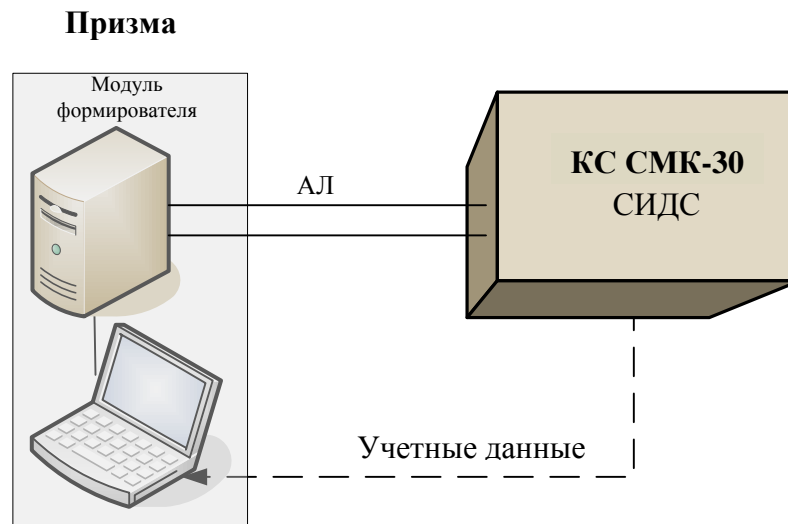 Призма
Модуль
формирователя
АЛ
КС СМК-30
СИДС
Учетные данные